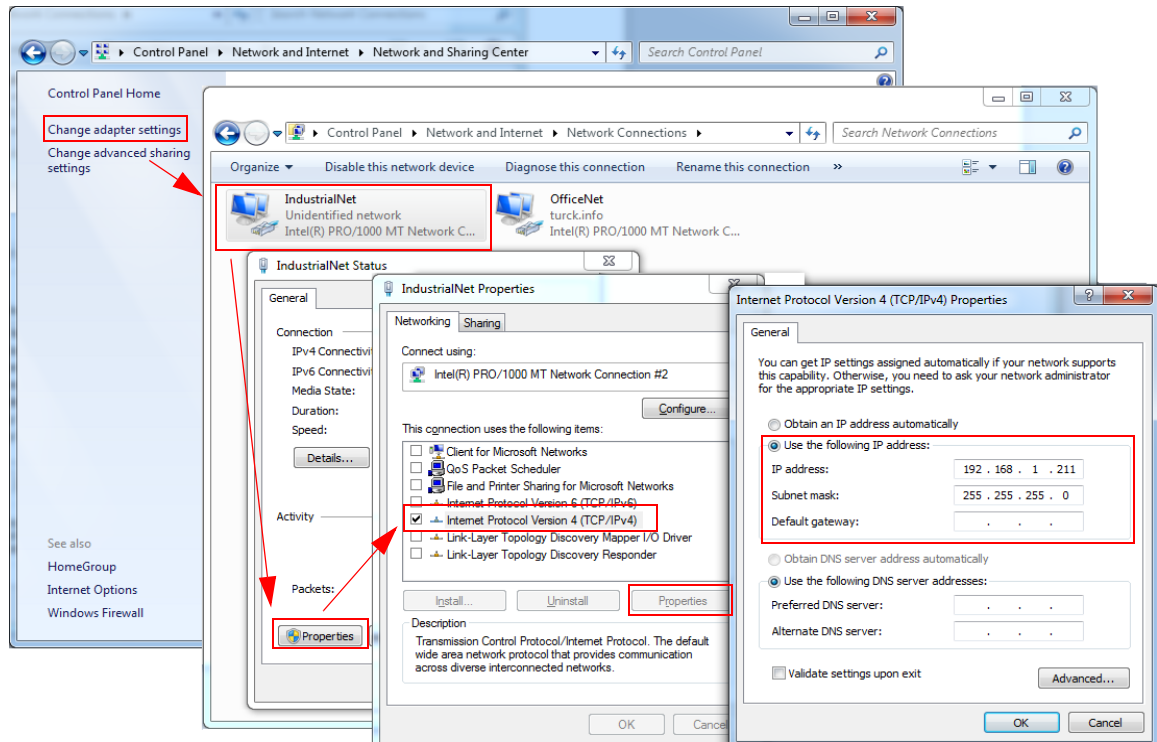 Control Panel ▸ Network and Internet ▸ Network and Sharing Center
Search Control Panel
Control Panel Home
Change adapter settings
Change advanced sharing
settings
See also
HomeGroup
Internet Options
Windows Firewall
Control Panel ▸ Network and Internet ▸ Network Connections ▸
Search Network Connections
Organize Disable this network device Diagnose this connection Rename this connection »
IndustrialNet
Unidentified network
Intel(R) PRO/1000 MT Network C...
OfficeNet
turck.info
Intel(R) PRO/1000 MT Network C...
IndustrialNet Status
General
Connection
IPv4 Connectivi
IPv6 Connectivi
Media State:
Duration:
Speed:
Details...
Activity
Packets:
Properties
IndustrialNet Properties
Networking Sharing
Connect using:
Intel(R) PRO/1000 MT Network Connection #2
Configure...
This connection uses the following items:
Client for Microsoft Networks
QoS Packet Scheduler
File and Printer Sharing for Microsoft Networks
Internet Protocol Version 6 (TCP/IPv6)
Internet Protocol Version 4 (TCP/IPv4)
Link-Layer Topology Discovery Mapper I/O Driver
Link-Layer Topology Discovery Responder
Install... Uninstall Properties
Description
Transmission Control Protocol/Internet Protocol. The default
wide area network protocol that provides communication
across diverse interconnected networks.
OK Cancel
Internet Protocol Version 4 (TCP/IPv4) Properties
General
You can get IP settings assigned automatically if your network supports
this capability. Otherwise, you need to ask your network administrator
for the appropriate IP settings.
Obtain an IP address automatically
Use the following IP address:
IP address: 192 . 168 . 1 . 211
Subnet mask: 255 . 255 . 255 . 0
Default gateway: . . .
Obtain DNS server address automatically
Use the following DNS server addresses:
Preferred DNS server: . . .
Alternate DNS server: . . .
Validate settings upon exit
Advanced...
OK Cancel